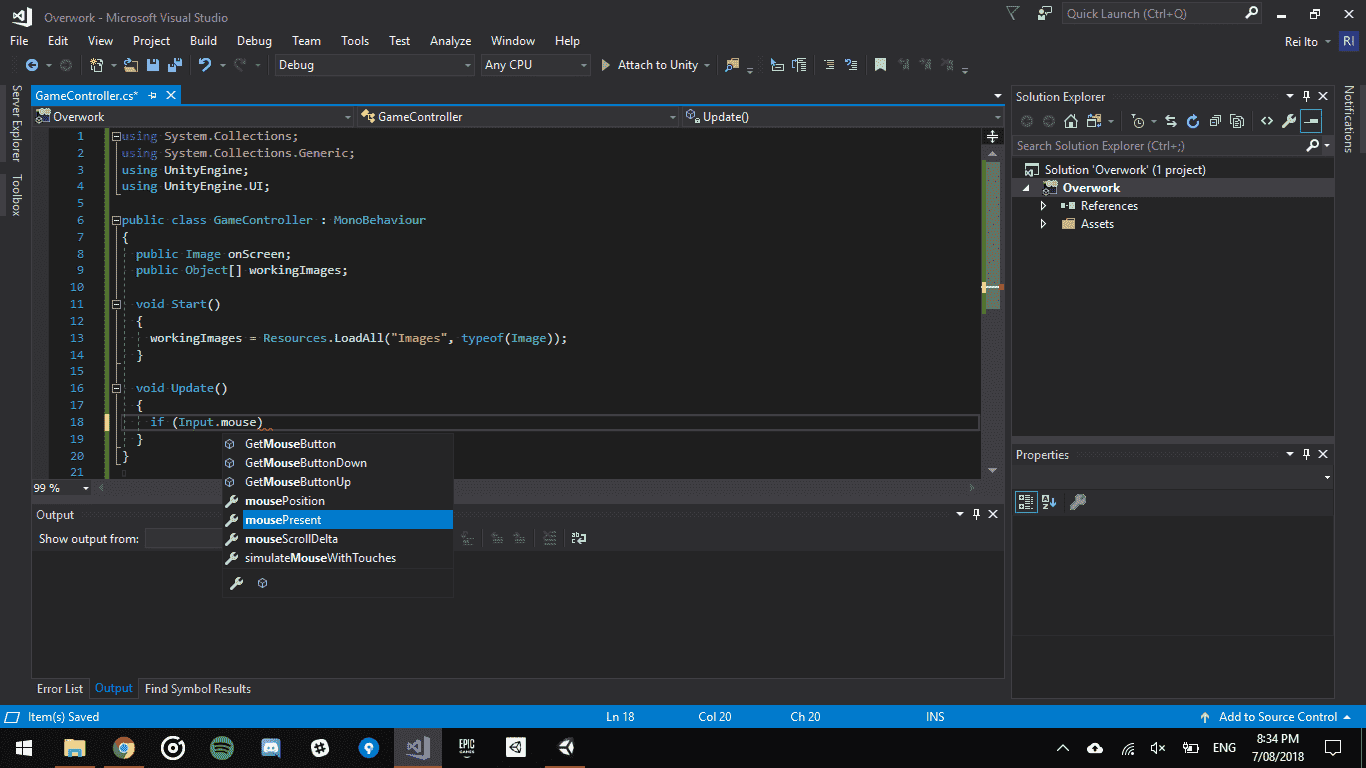 Overwork - Microsoft Visual Studio
Quick Launch (Ctrl+Q)
File Edit View Project Build Debug Team Tools Test Analyze Window Help
Rei Ito RI
Debug Any CPU Attach to Unity
Server Explorer
Toolbox
GameController.cs*
Overwork GameController Update()
1 using System.Collections;
2 using System.Collections.Generic;
3 using UnityEngine;
4 using UnityEngine.UI;
5
6 public class GameController : MonoBehaviour
7 {
8 public Image onScreen;
9 public Object[] workingImages;
10
11 void Start()
12 {
13 workingImages = Resources.LoadAll("Images", typeof(Image));
14 }
15
16 void Update()
17 {
18 if (Input.mouse)
19 }
20 }
21
GetMouseButton
GetMouseButtonDown
GetMouseButtonUp
mousePosition
mousePresent
mouseScrollDelta
simulateMouseWithTouches
99 %
Output
Show output from:
Error List Output Find Symbol Results
Solution Explorer
Search Solution Explorer (Ctrl+;)
Solution 'Overwork' (1 project)
Overwork
References
Assets
Properties
Notifications
Item(s) Saved Ln 18 Col 20 Ch 20 INS Add to Source Control
EPIC GAMES
ENG
8:34 PM
7/08/2018